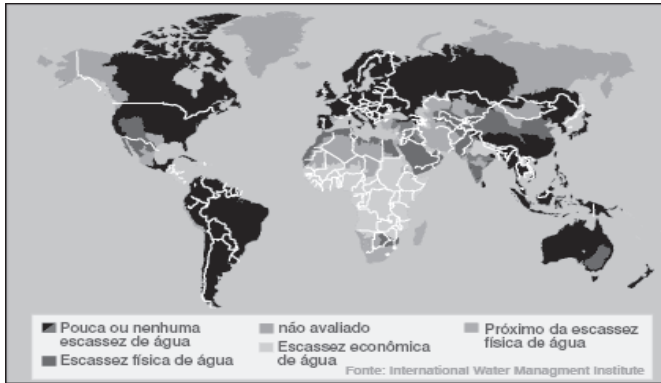 Pouca ou nenhuma
escassez de água
Escassez física de água
não avaliado
Escassez econômica
de água
Próximo da escassez
física de água
Fonte: International Water Managment Institute